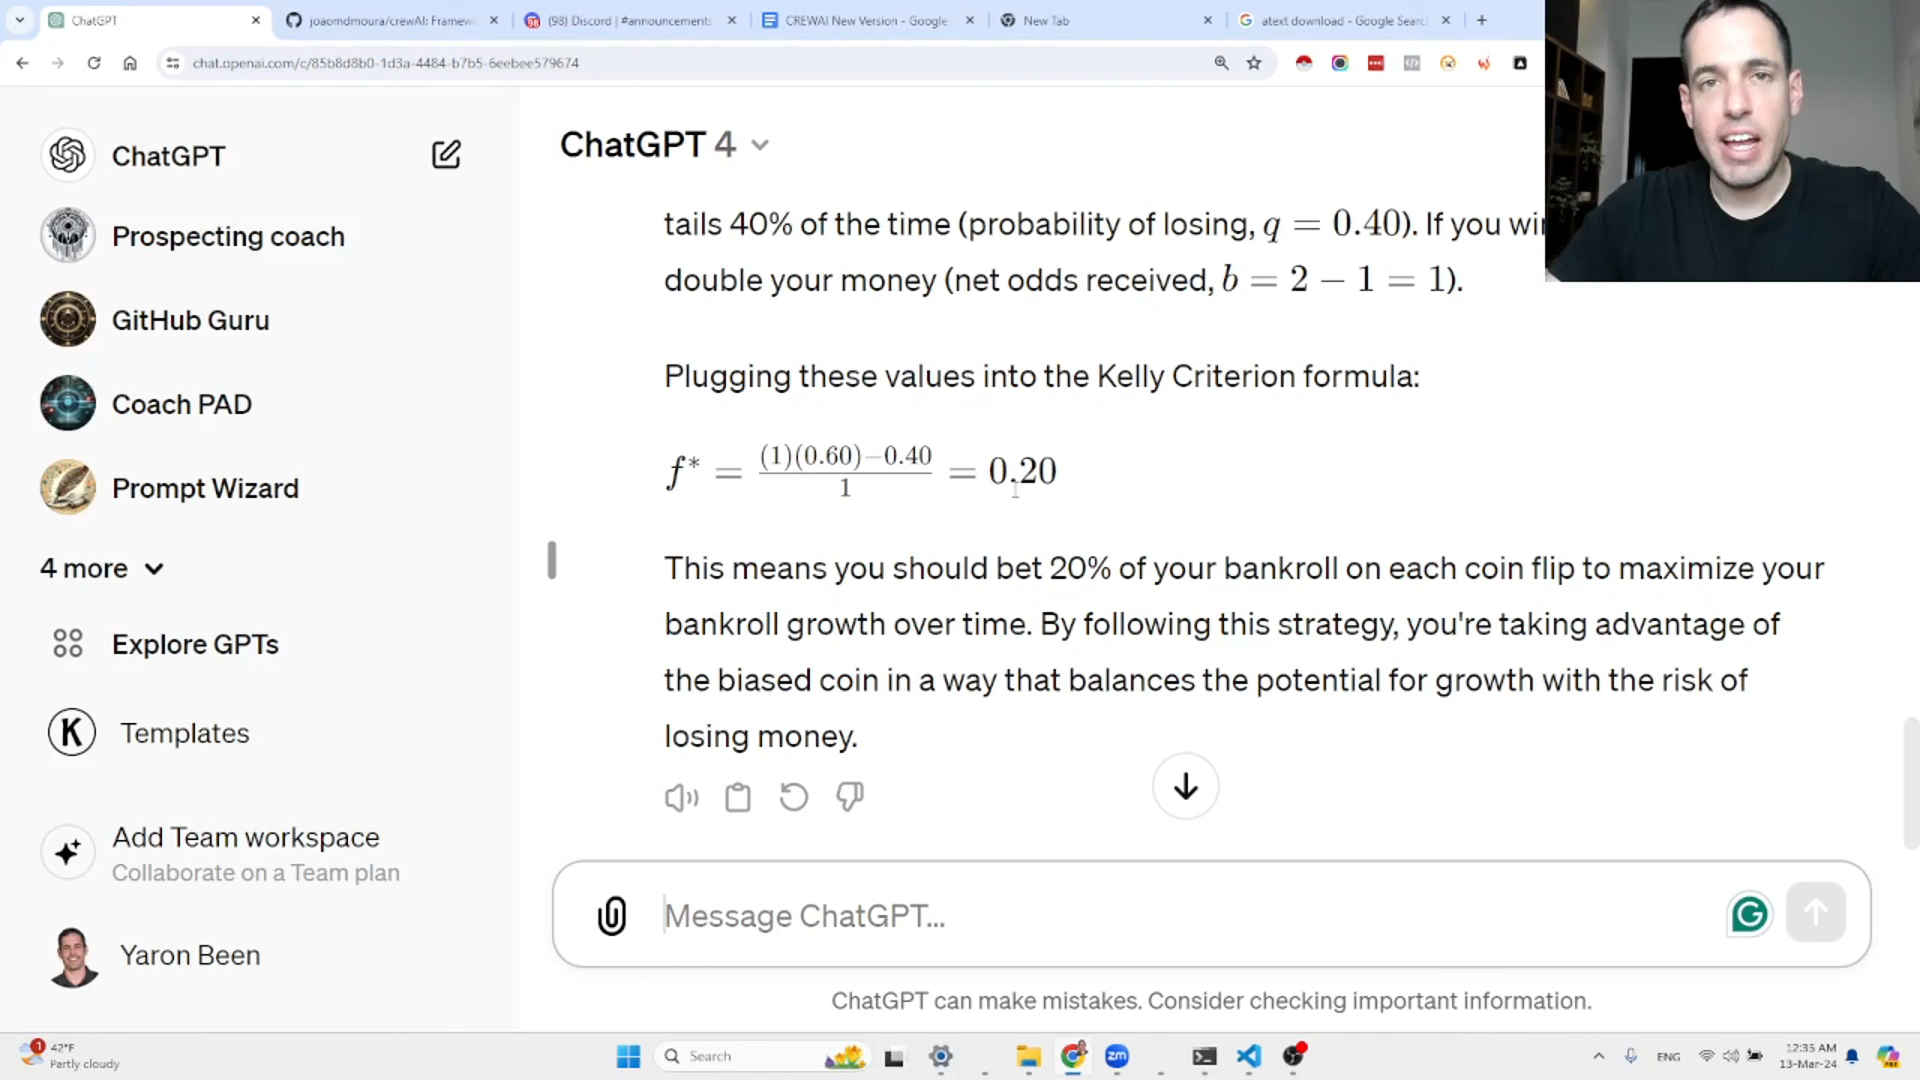 ChatGPT
joaomdmoura/crewAI: Framew
(98) Discord | #announcements
CREWAI New Version - Google
New Tab
atext download - Google Searc
chat.openai.com/c/85b8d8b0-1d3a-4484-b7b5-6eebee579674
ChatGPT
Prospecting coach
GitHub Guru
Coach PAD
Prompt Wizard
4 more
Explore GPTs
K
Templates
Add Team workspace
Collaborate on a Team plan
Yaron Been
ChatGPT 4
tails 40% of the time (probability of losing, q = 0.40). If you wi
double your money (net odds received, b = 2 − 1 = 1).
Plugging these values into the Kelly Criterion formula:
f* = (1)(0.60)−0.40 / 1 = 0.20
This means you should bet 20% of your bankroll on each coin flip to maximize your
bankroll growth over time. By following this strategy, you're taking advantage of
the biased coin in a way that balances the potential for growth with the risk of
losing money.
Message ChatGPT...
ChatGPT can make mistakes. Consider checking important information.
1
42°F
Partly cloudy
Search
zm
ENG
12:35 AM
13-Mar-24